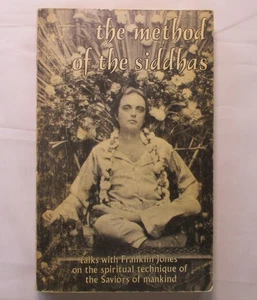 the method
of the siddhas
talks with Franklin Jones
on the spiritual technique of
the Saviors of mankind